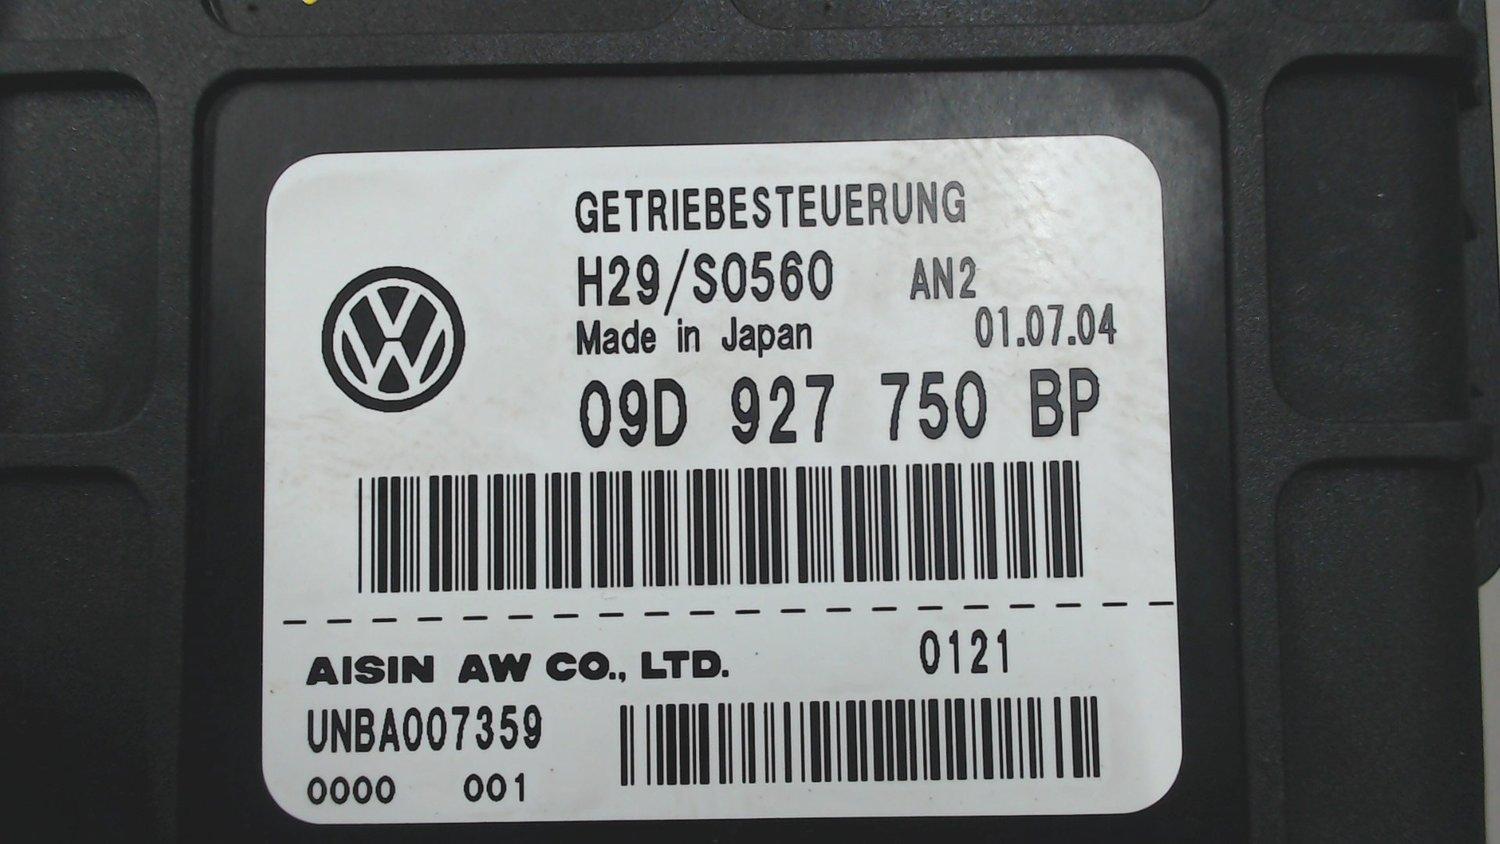 GETRIEBESTEUERUNG
H29/S0560 AN2
Made in Japan 01.07.04
09D 927 750 BP
AISIN AW CO., LTD. 0121
UNBA007359
0000 001